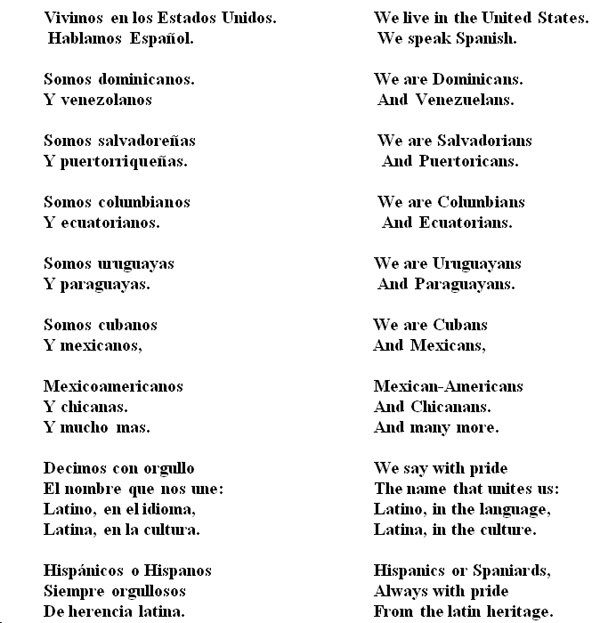 Vivimos en los Estados Unidos.
Hablamos Español.
Somos dominicanos.
Y venezolanos
Somos salvadoreñas
Y puertorriqueñas.
Somos columbianos
Y ecuatorianos.
Somos uruguayas
Y paraguayas.
Somos cubanos
Y mexicanos,
Mexicoamericanos
Y chicanas.
Y mucho mas.
Decimos con orgullo
El nombre que nos une:
Latino, en el idioma,
Latina, en la cultura.
Hispánicos o Hispanos
Siempre orgullosos
De herencia latina.
We live in the United States.
We speak Spanish.
We are Dominicans.
And Venezuelans.
We are Salvadorians
And Puertoricans.
We are Columbians
And Ecuatorians.
We are Uruguayans
And Paraguayans.
We are Cubans
And Mexicans,
Mexican-Americans
And Chicanans.
And many more.
We say with pride
The name that unites us:
Latino, in the language,
Latina, in the culture.
Hispanics or Spaniards,
Always with pride
From the latin heritage.